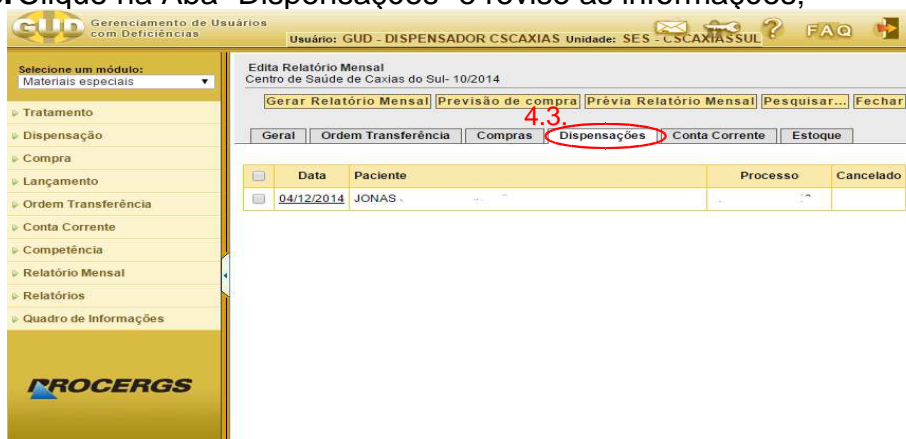 Clique na Aba "Dispensações" e revise as informações;
GUD Gerenciamento de Usuários
com Deficiências
Usuário: GUD - DISPENSADOR CSCAXIAS Unidade: SES - CSCAXIASSUL
? FAQ
Selecione um módulo:
Materiais especiais
Tratamento
Dispensação
Compra
Lançamento
Ordem Transferência
Conta Corrente
Competência
Relatório Mensal
Relatórios
Quadro de Informações
PROCERGS
Edita Relatório Mensal
Centro de Saúde de Caxias do Sul- 10/2014
Gerar Relatório Mensal Previsão de compra Prévia Relatório Mensal Pesquisar... Fechar
4.3.
Geral Ordem Transferência Compras Dispensações Conta Corrente Estoque
Data Paciente Processo Cancelado
04/12/2014 JONAS